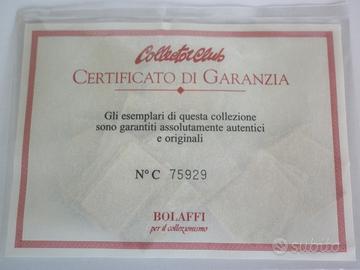 Collector Club
CERTIFICATO DI GARANZIA
Gli esemplari di questa collezione
sono garantiti assolutamente autentici
e originali
N° C 75929
BOLAFFI
per il collezionismo
subito